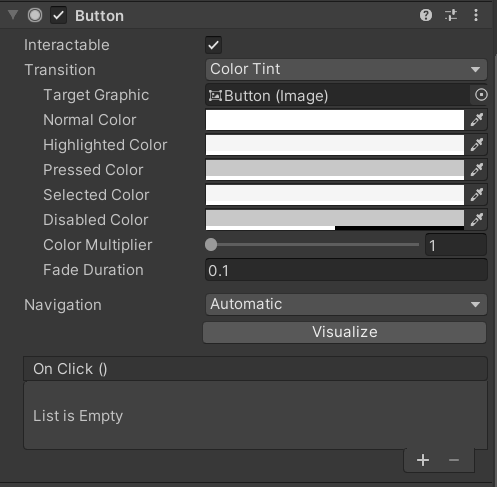 Button
Interactable
Transition Color Tint
Target Graphic Button (Image)
Normal Color
Highlighted Color
Pressed Color
Selected Color
Disabled Color
Color Multiplier 1
Fade Duration 0.1
Navigation Automatic
Visualize
On Click ()
List is Empty